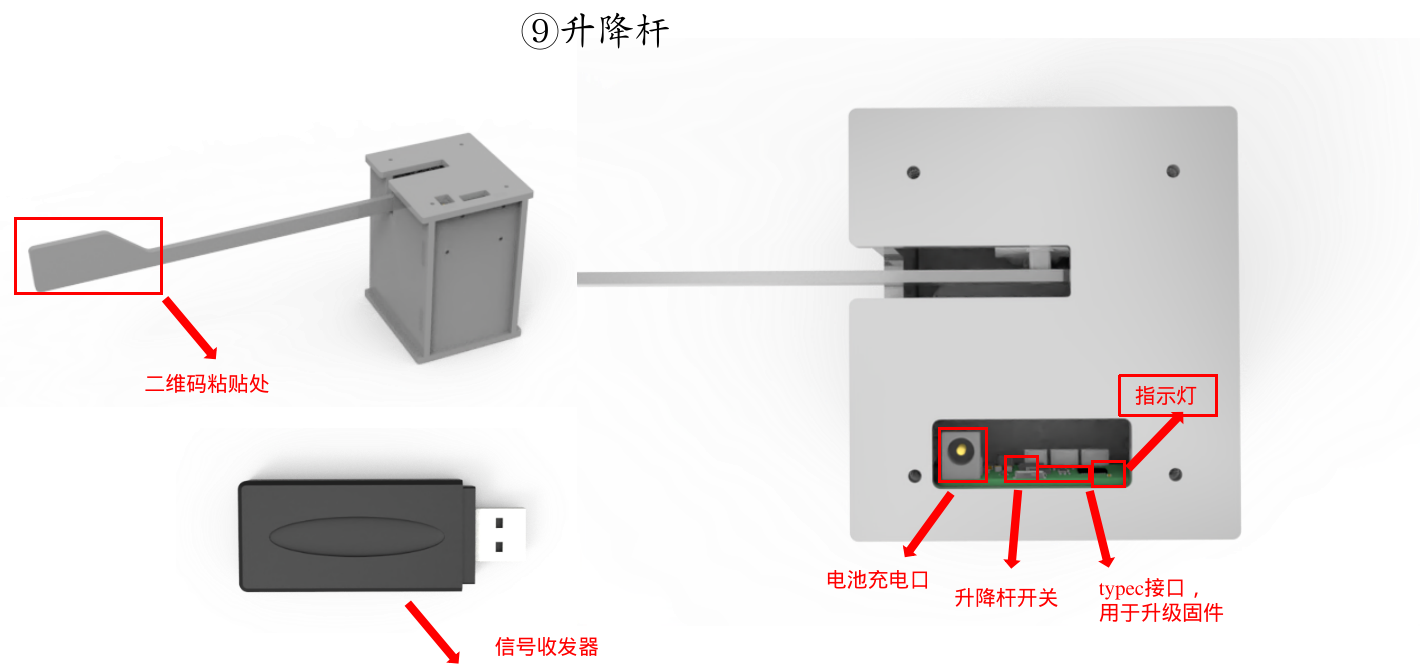 ⑨升降杆
二维码粘贴处
信号收发器
指示灯
电池充电口
升降杆开关
typec接口，
用于升级固件